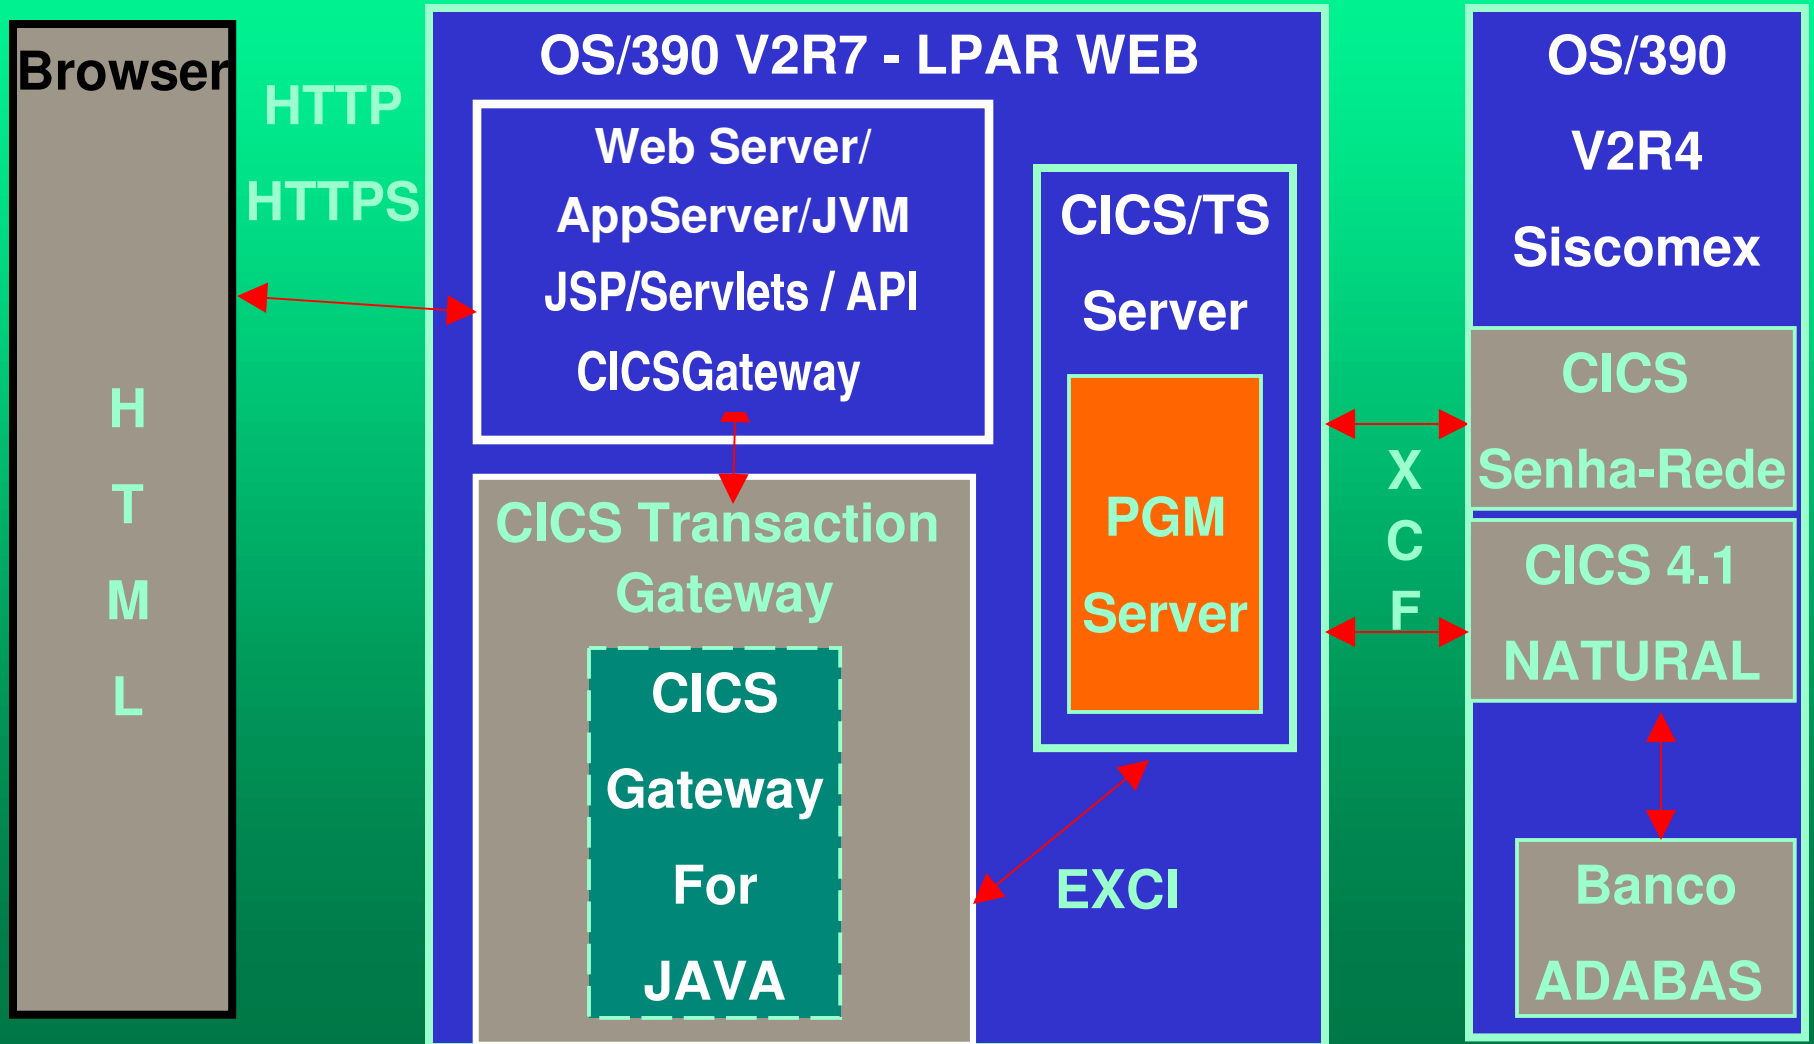 Browser
H
T
M
L
HTTP
HTTPS
OS/390 V2R7 - LPAR WEB
Web Server/
AppServer/JVM
JSP/Servlets / API
CICSGateway
CICS Transaction
Gateway
CICS
Gateway
For
JAVA
CICS/TS
Server
PGM
Server
EXCI
X
C
F
OS/390
V2R4
Siscomex
CICS
Senha-Rede
CICS 4.1
NATURAL
Banco
ADABAS